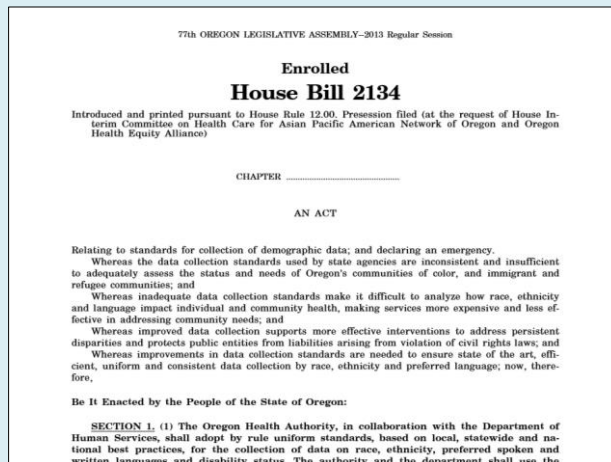 77th OREGON LEGISLATIVE ASSEMBLY--2013 Regular Session
Enrolled
House Bill 2134
Introduced and printed pursuant to House Rule 12.00. Presession filed (at the request of House In-
terim Committee on Health Care for Asian Pacific American Network of Oregon and Oregon
Health Equity Alliance)
CHAPTER .................................................
AN ACT
Relating to standards for collection of demographic data; and declaring an emergency.
Whereas the data collection standards used by state agencies are inconsistent and insufficient
to adequately assess the status and needs of Oregon's communities of color, and immigrant and
refugee communities; and
Whereas inadequate data collection standards make it difficult to analyze how race, ethnicity
and language impact individual and community health, making services more expensive and less ef-
fective in addressing community needs; and
Whereas improved data collection supports more effective interventions to address persistent
disparities and protects public entities from liabilities arising from violation of civil rights laws; and
Whereas improvements in data collection standards are needed to ensure state of the art, effi-
cient, uniform and consistent data collection by race, ethnicity and preferred language; now, there-
fore,
Be It Enacted by the People of the State of Oregon:
SECTION 1. (1) The Oregon Health Authority, in collaboration with the Department of
Human Services, shall adopt by rule uniform standards, based on local, statewide and na-
tional best practices, for the collection of data on race, ethnicity, preferred spoken and
written languages and disability status. The authority and the department shall use the